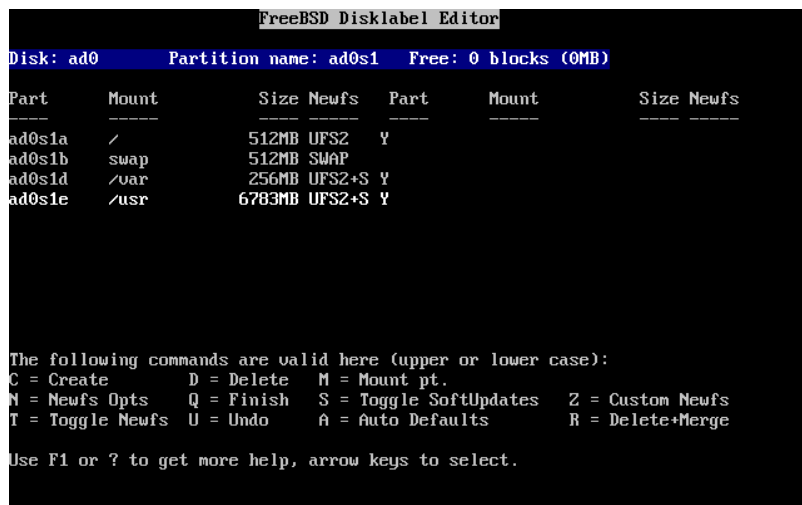 FreeBSD Disklabel Editor
Disk: ad0 Partition name: ad0s1 Free: 0 blocks (0MB)
Part Mount Size Newfs Part Mount Size Newfs
---- ----- ---- ----- ---- ----- ---- -----
ad0s1a / 512MB UFS2 Y
ad0s1b swap 512MB SWAP
ad0s1d /var 256MB UFS2+S Y
ad0s1e /usr 6783MB UFS2+S Y
The following commands are valid here (upper or lower case):
C = Create D = Delete M = Mount pt.
N = Newfs Opts Q = Finish S = Toggle SoftUpdates Z = Custom Newfs
T = Toggle Newfs U = Undo A = Auto Defaults R = Delete+Merge
Use F1 or ? to get more help, arrow keys to select.